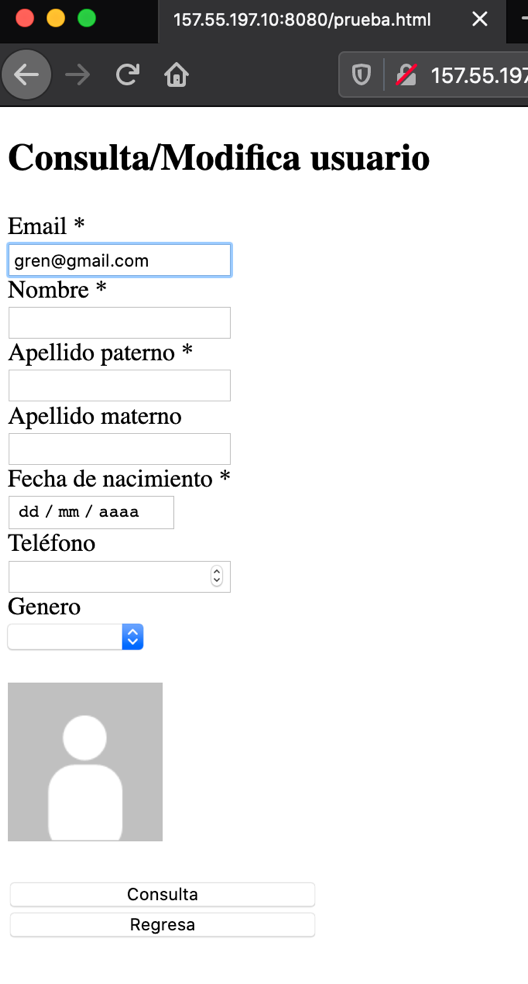 157.55.197.10:8080/prueba.html
157.55.197
Consulta/Modifica usuario
Email *
gren@gmail.com
Nombre *
Apellido paterno *
Apellido materno
Fecha de nacimiento *
dd / mm / aaaa
Teléfono
Genero
Consulta
Regresa